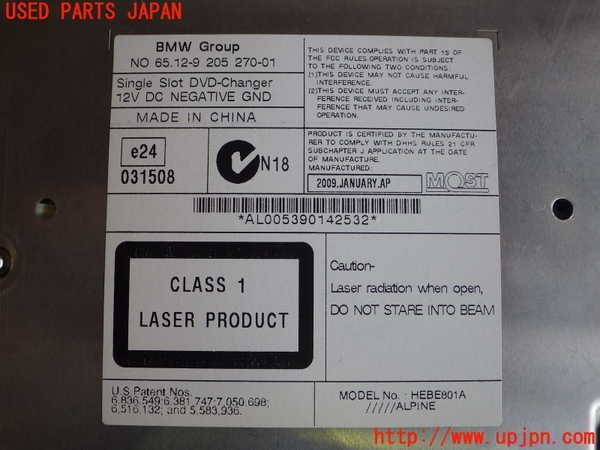 USED PARTS JAPAN
BMW Group
NO 65.12-9 205 270-01
Single Slot DVD-Changer
12V DC NEGATIVE GND
MADE IN CHINA
e24
031508
N18
THIS DEVICE COMPLIES WITH PART 15 OF
THE FCC RULES.OPERATION IS SUBJECT
TO THE FOLLOWING TWO CONDITIONS.
(1)THIS DEVICE MAY NOT CAUSE HARMFUL
INTERFERENCE.
(2)THIS DEVICE MUST ACCEPT ANY INTER-
FERENCE RECEIVED INCLUDING INTER-
FERENCE THAT MAY CAUSE UNDESIRED
OPERATION.
PRODUCT IS CERTIFIED BY THE MANUFACTU-
RER TO COMPLY WITH DHHS RULES 21 CFR
SUBCHAPTER J APPLICATION AT THE DATE
OF MANUFACTURE.
MANUFACTURED:
2009.JANUARY.AP
MOST
*AL005390142532*
CLASS 1
LASER PRODUCT
Caution-
Laser radiation when open,
DO NOT STARE INTO BEAM
U.S Patent Nos.
6,836,549;6,381,747;7,050,698;
6,516,132; and 5,583,936.
MODEL No. : HEBE801A
/////ALPINE
http://www.upjpn.com/